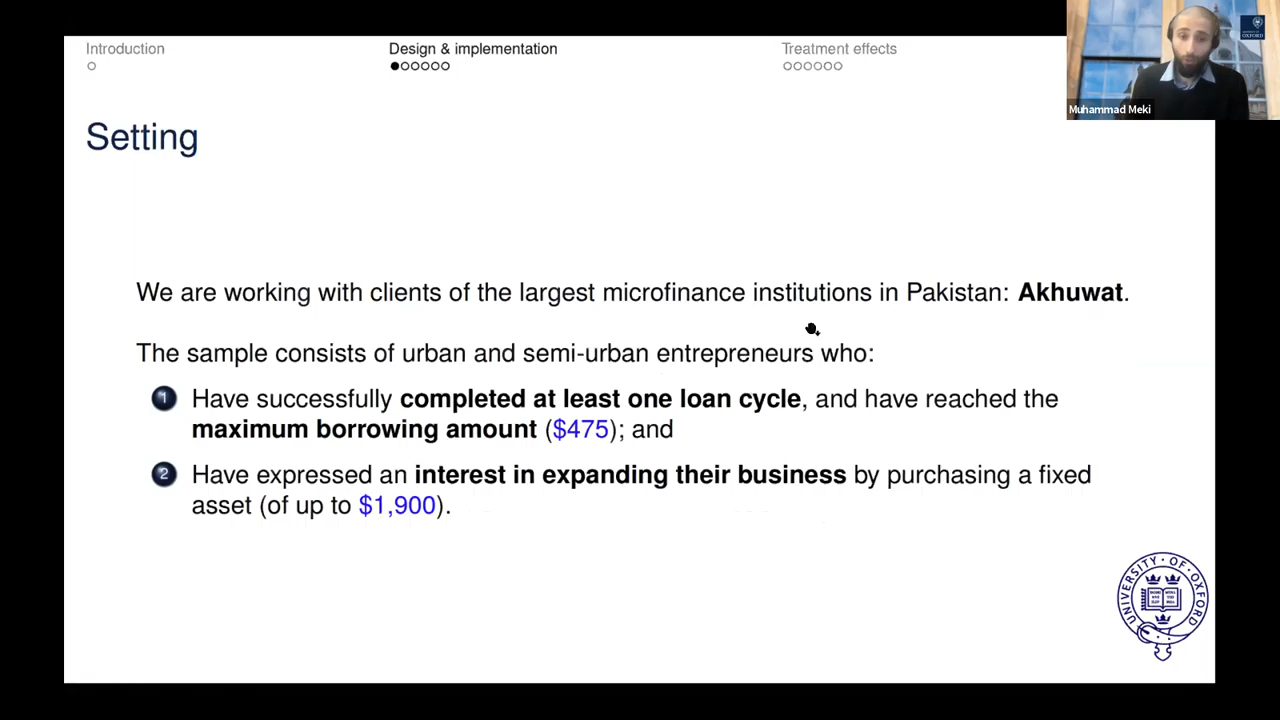 Introduction
Design & implementation
Treatment effects
Muhammad Meki
Setting
We are working with clients of the largest microfinance institutions in Pakistan: Akhuwat.
The sample consists of urban and semi-urban entrepreneurs who:
1 Have successfully completed at least one loan cycle, and have reached the
maximum borrowing amount ($475); and
2 Have expressed an interest in expanding their business by purchasing a fixed
asset (of up to $1,900).
UNIVERSITY · OF · OXFORD